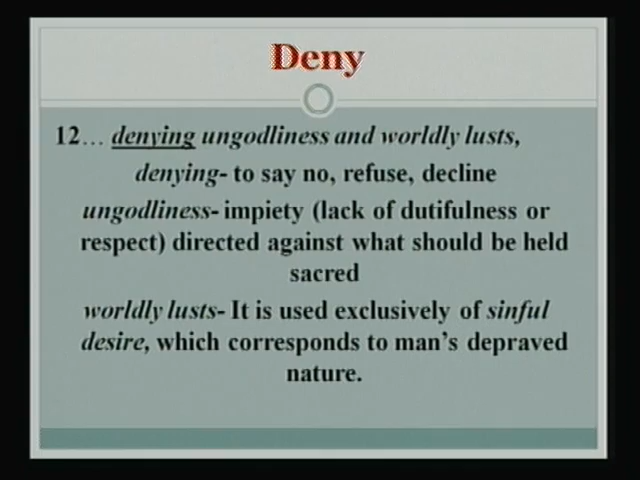 Deny
12… denying ungodliness and worldly lusts,
denying- to say no, refuse, decline
ungodliness- impiety (lack of dutifulness or
respect) directed against what should be held
sacred
worldly lusts- It is used exclusively of sinful
desire, which corresponds to man's depraved
nature.